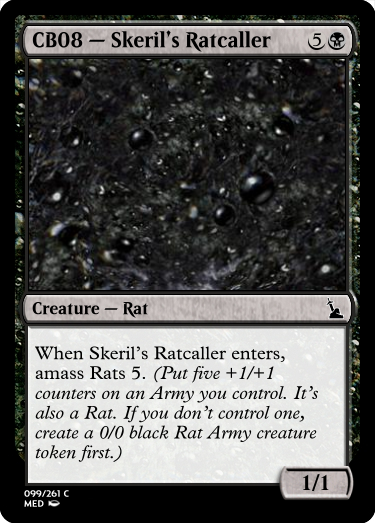 CB08 — Skeril's Ratcaller 5
Creature — Rat
When Skeril's Ratcaller enters,
amass Rats 5. (Put five +1/+1
counters on an Army you control. It's
also a Rat. If you don't control one,
create a 0/0 black Rat Army creature
token first.)
1/1
099/261 C
MED